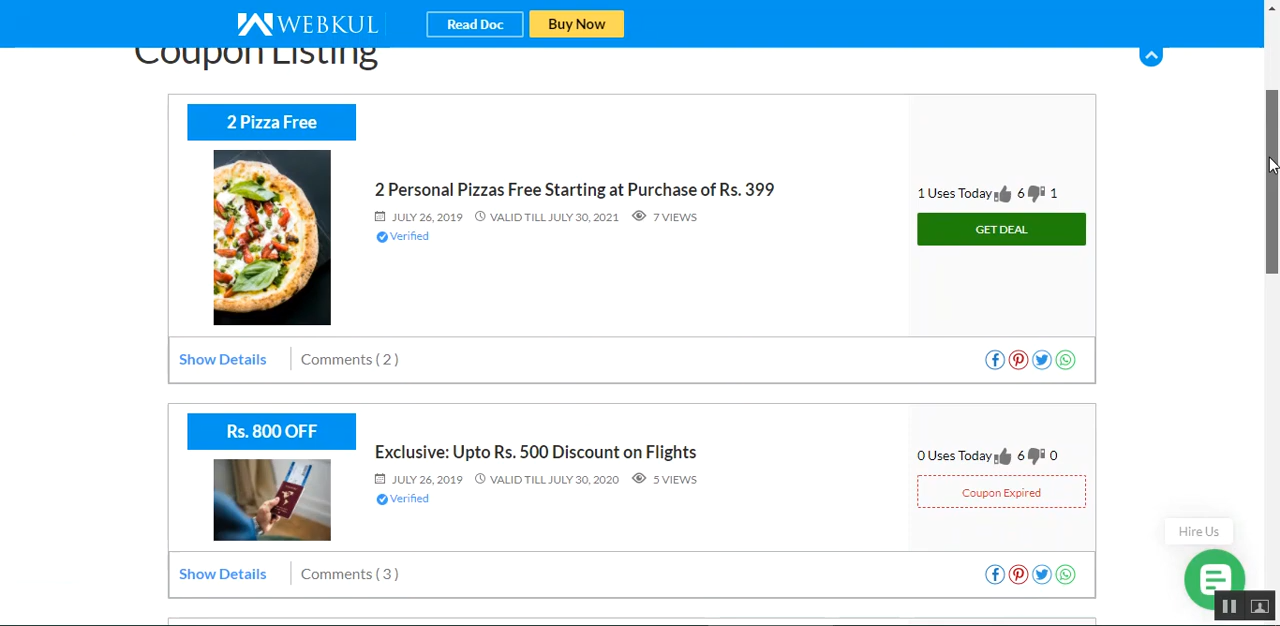 WEBKUL
Read Doc
Buy Now
Coupon Listing
2 Pizza Free
2 Personal Pizzas Free Starting at Purchase of Rs. 399
JULY 26, 2019 VALID TILL JULY 30, 2021 7 VIEWS
Verified
1 Uses Today 6 1
GET DEAL
Show Details Comments ( 2 )
Rs. 800 OFF
Exclusive: Upto Rs. 500 Discount on Flights
JULY 26, 2019 VALID TILL JULY 30, 2020 5 VIEWS
Verified
0 Uses Today 6 0
Coupon Expired
Show Details Comments ( 3 )
Hire Us